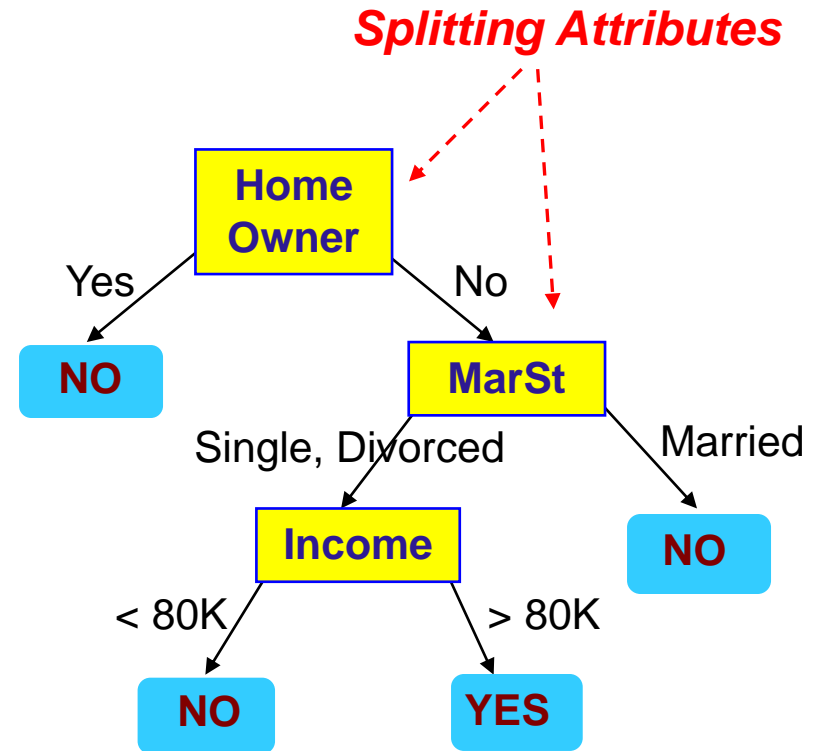 Splitting Attributes
Home
Owner
Yes
No
NO
MarSt
Single, Divorced
Married
Income
NO
< 80K
> 80K
NO
YES